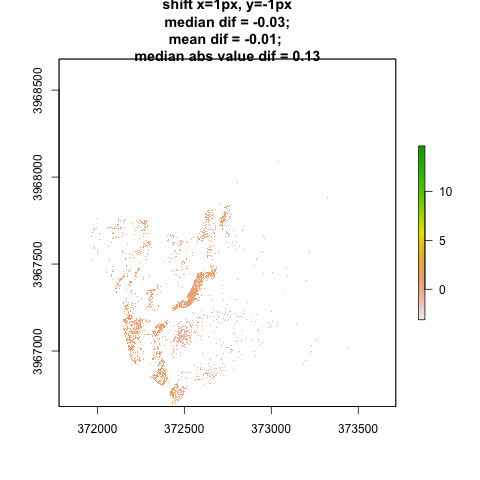 shift x=1px, y=-1px
median dif = -0.03;
mean dif = -0.01;
median abs value dif = 0.13
3968500
3968000
3967500
3967000
372000
372500
373000
373500
10
5
0